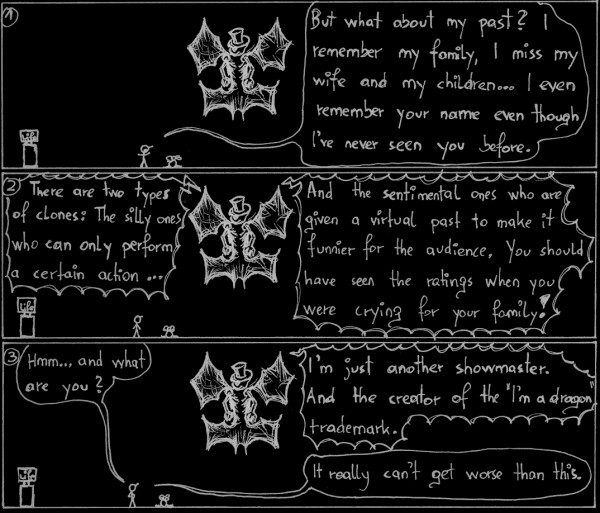 1
But what about my past? I
remember my family, I miss my
wife and my children... I even
remember your name even though
I've never seen you before.
Life
2
There are two types
of clones: The silly ones
who can only perform
a certain action...
And the sentimental ones who are
given a virtual past to make it
funnier for the audience. You should
have seen the ratings when you
were crying for your family!
Life
3
Hmm... and what
are you?
I'm just another showmaster.
And the creator of the "I'm a dragon"
trademark.
It really can't get worse than this.